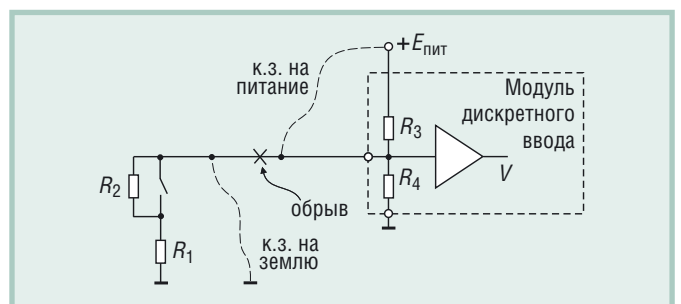 +Eпит
к.з. на
питание
Модуль
дискретного
ввода
R3
R4
V
R2
обрыв
R1
к.з. на
землю